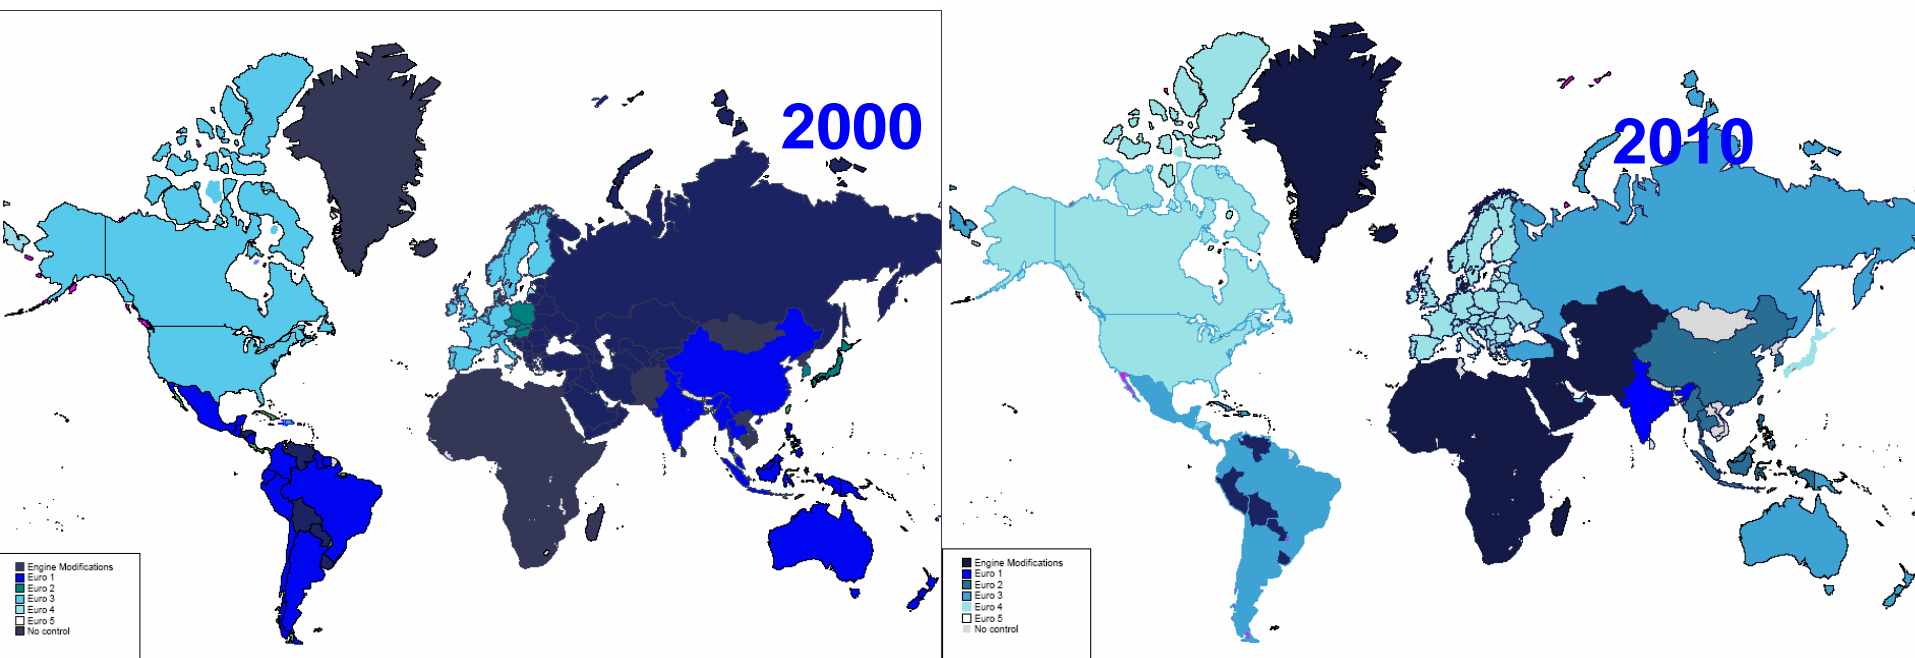 2000
Engine Modifications
Euro 1
Euro 2
Euro 3
Euro 4
Euro 5
No control
2010
Engine Modifications
Euro 1
Euro 2
Euro 3
Euro 4
Euro 5
No control